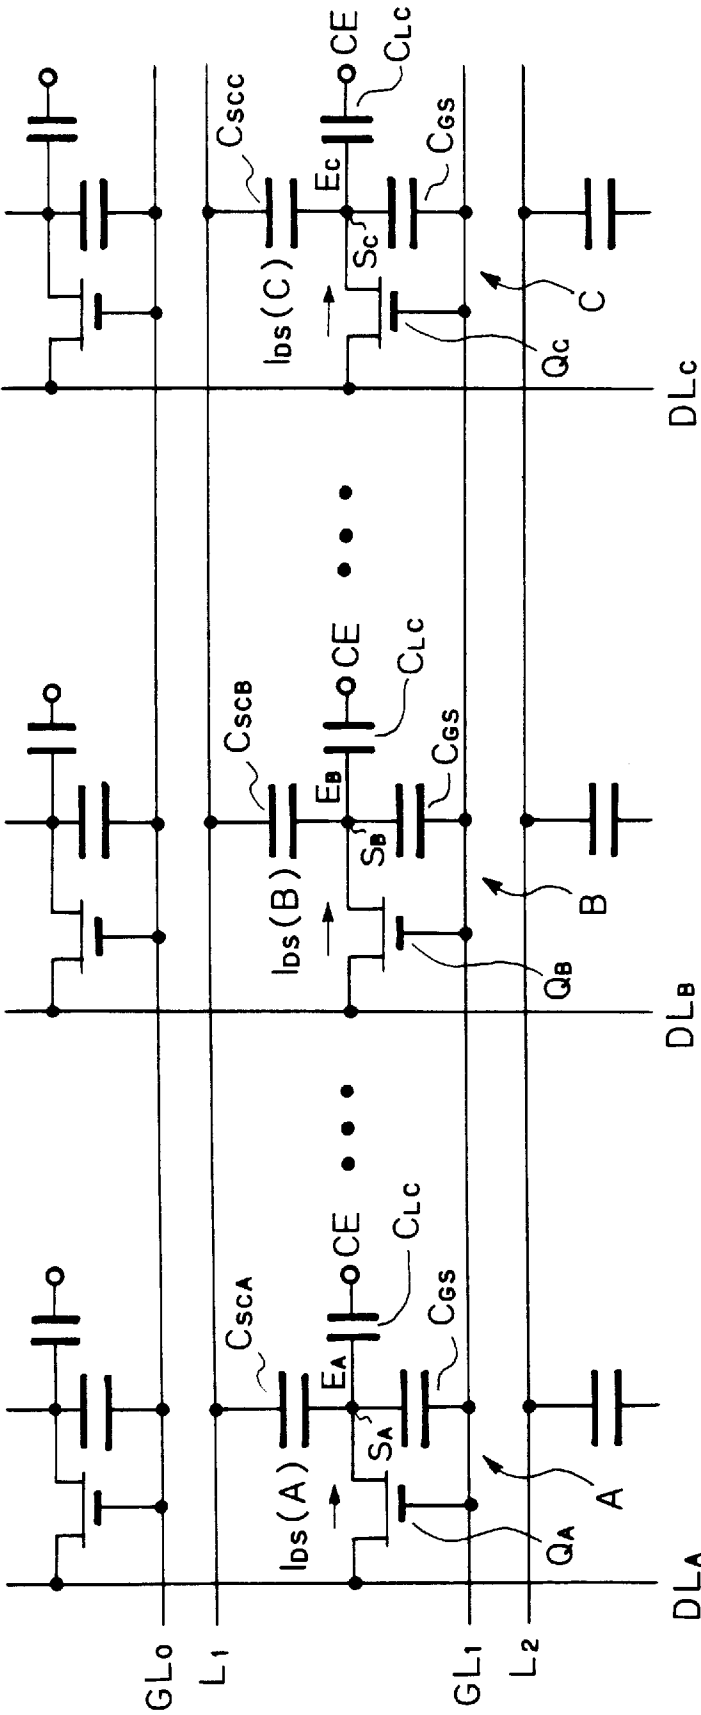 GL0
L1
GL1
L2
DLA
DLB
DLC
CSCA
CSCB
CSCC
IDS(A)
IDS(B)
IDS(C)
EA
EB
EC
CE
CE
CE
SA
SB
SC
CLC
CLC
CLC
CGS
CGS
CGS
QA
QB
QC
A
B
C